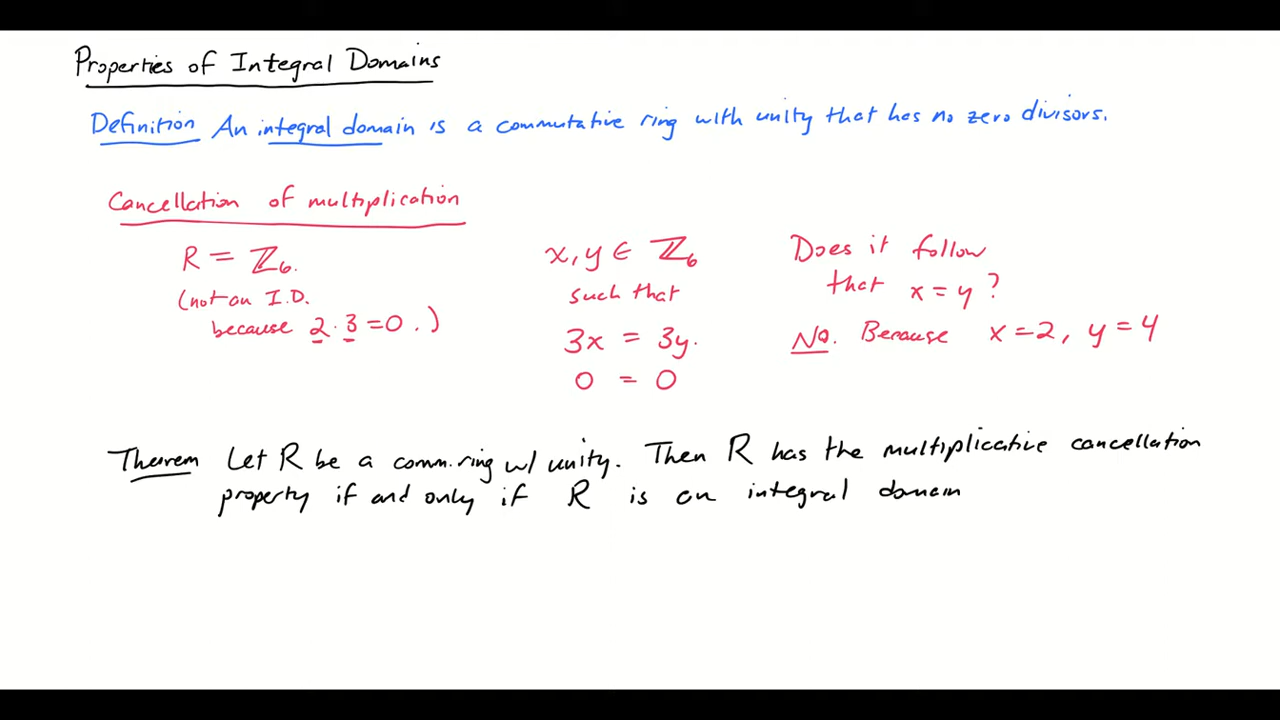 Properties of Integral Domains
Definition An integral domain is a commutative ring with unity that has no zero divisors.
Cancellation of multiplication
R = ℤ₆.
(not an I.D.
because 2·3=0.)
x, y ∈ ℤ₆
such that
3x = 3y.
0 = 0
Does it follow
that x = y?
No. Because x=2, y=4
Theorem Let R be a comm. ring w/ unity. Then R has the multiplicative cancellation
property if and only if R is an integral domain